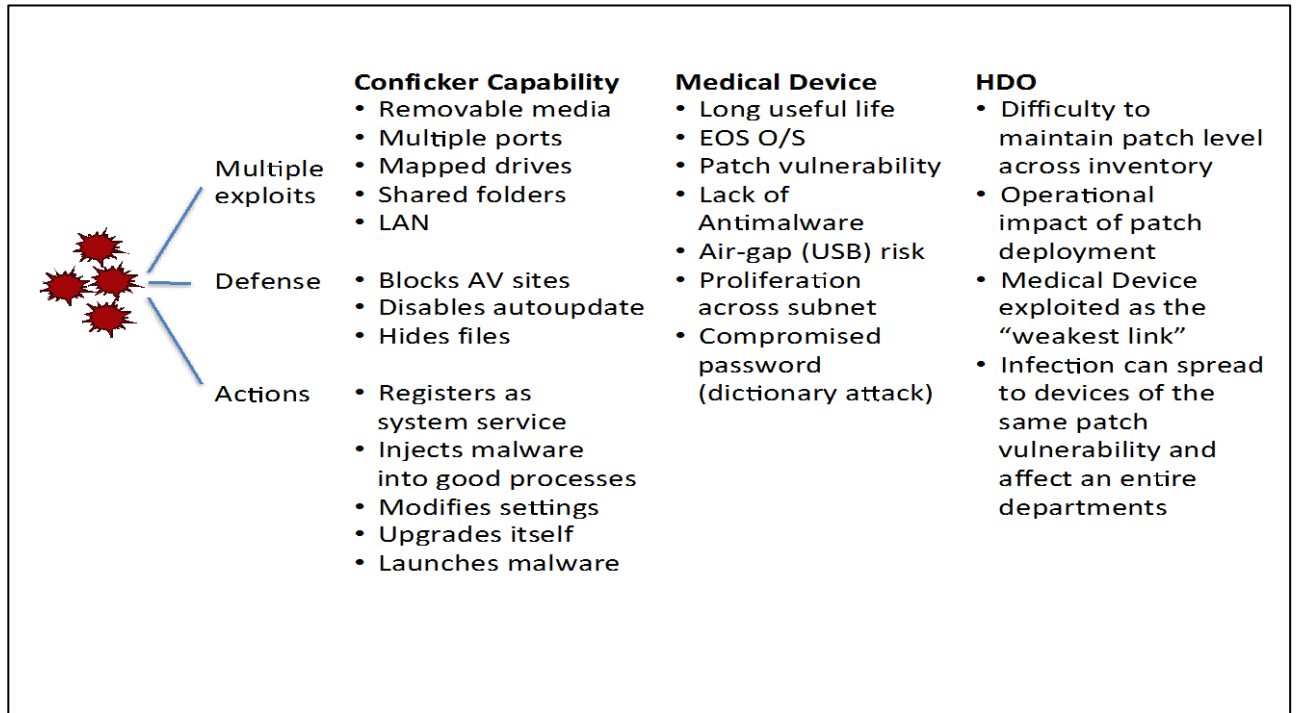 Multiple
exploits
Defense
Actions
Conficker Capability
• Removable media
• Multiple ports
• Mapped drives
• Shared folders
• LAN
• Blocks AV sites
• Disables autoupdate
• Hides files
• Registers as
system service
• Injects malware
into good processes
• Modifies settings
• Upgrades itself
• Launches malware
Medical Device
• Long useful life
• EOS O/S
• Patch vulnerability
• Lack of
Antimalware
• Air-gap (USB) risk
• Proliferation
across subnet
• Compromised
password
(dictionary attack)
HDO
• Difficulty to
maintain patch level
across inventory
• Operational
impact of patch
deployment
• Medical Device
exploited as the
“weakest link”
• Infection can spread
to devices of the
same patch
vulnerability and
affect an entire
departments